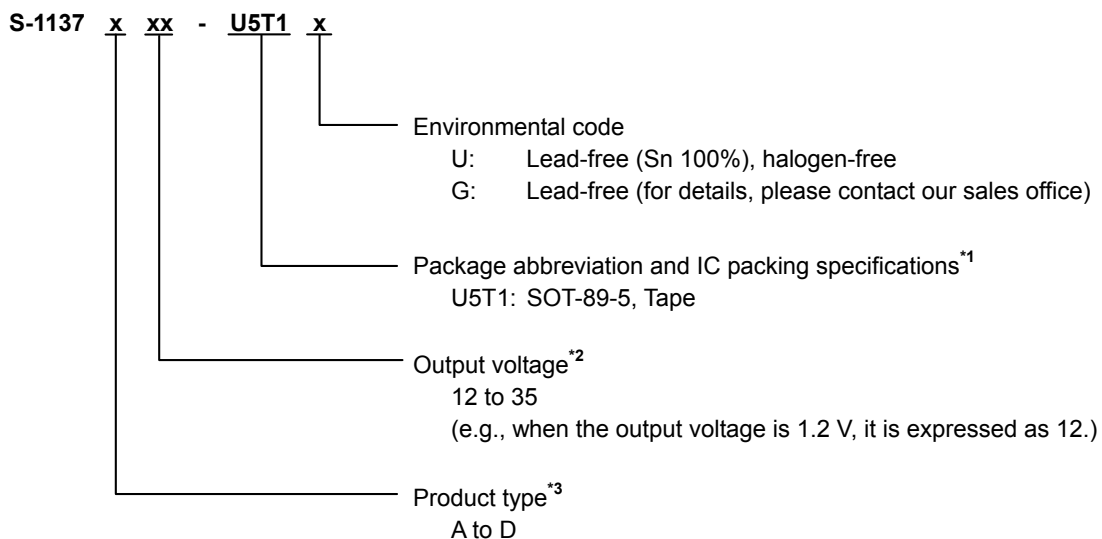 S-1137 x xx - U5T1 x
Environmental code
U: Lead-free (Sn 100%), halogen-free
G: Lead-free (for details, please contact our sales office)
Package abbreviation and IC packing specifications*1
U5T1: SOT-89-5, Tape
Output voltage*2
12 to 35
(e.g., when the output voltage is 1.2 V, it is expressed as 12.)
Product type*3
A to D